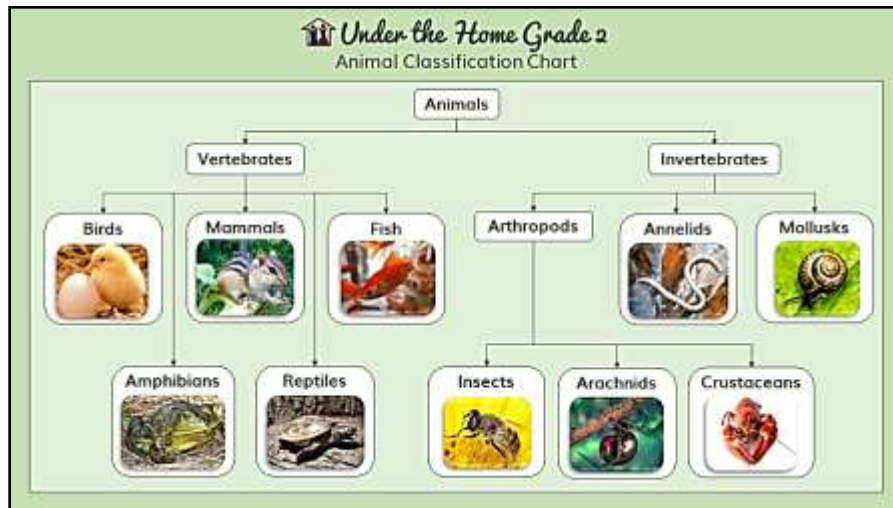 Under the Home Grade 2
Animal Classification Chart
Animals
Vertebrates
Invertebrates
Birds
Mammals
Fish
Arthropods
Annelids
Mollusks
Amphibians
Reptiles
Insects
Arachnids
Crustaceans